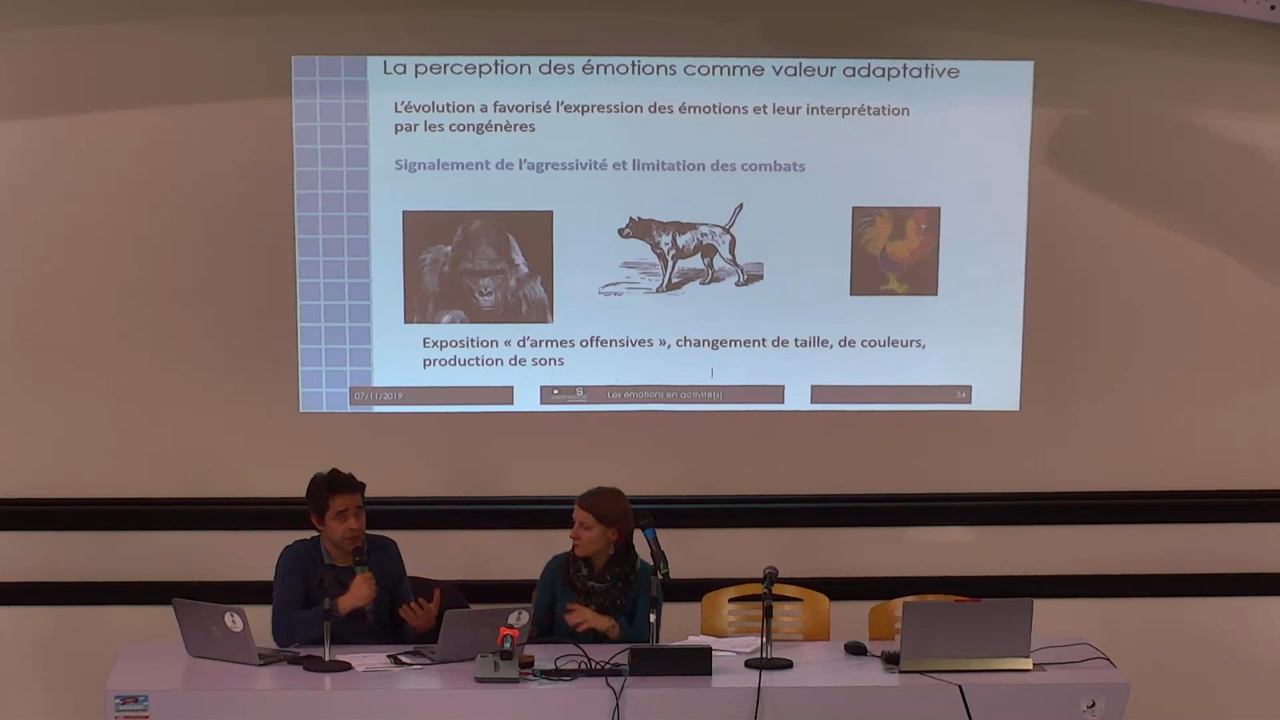 La perception des émotions comme valeur adaptative
L'évolution a favorisé l'expression des émotions et leur interprétation
par les congénères
Signalement de l'agressivité et limitation des combats
Exposition « d'armes offensives », changement de taille, de couleurs,
production de sons
07/11/2019
Les émotions en activité(s)
34